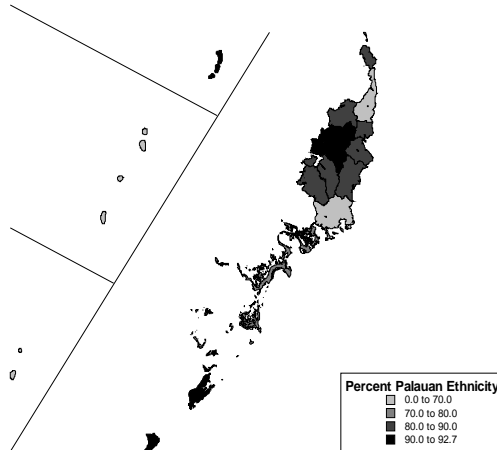 Percent Palauan Ethnicity
0.0 to 70.0
70.0 to 80.0
80.0 to 90.0
90.0 to 92.7